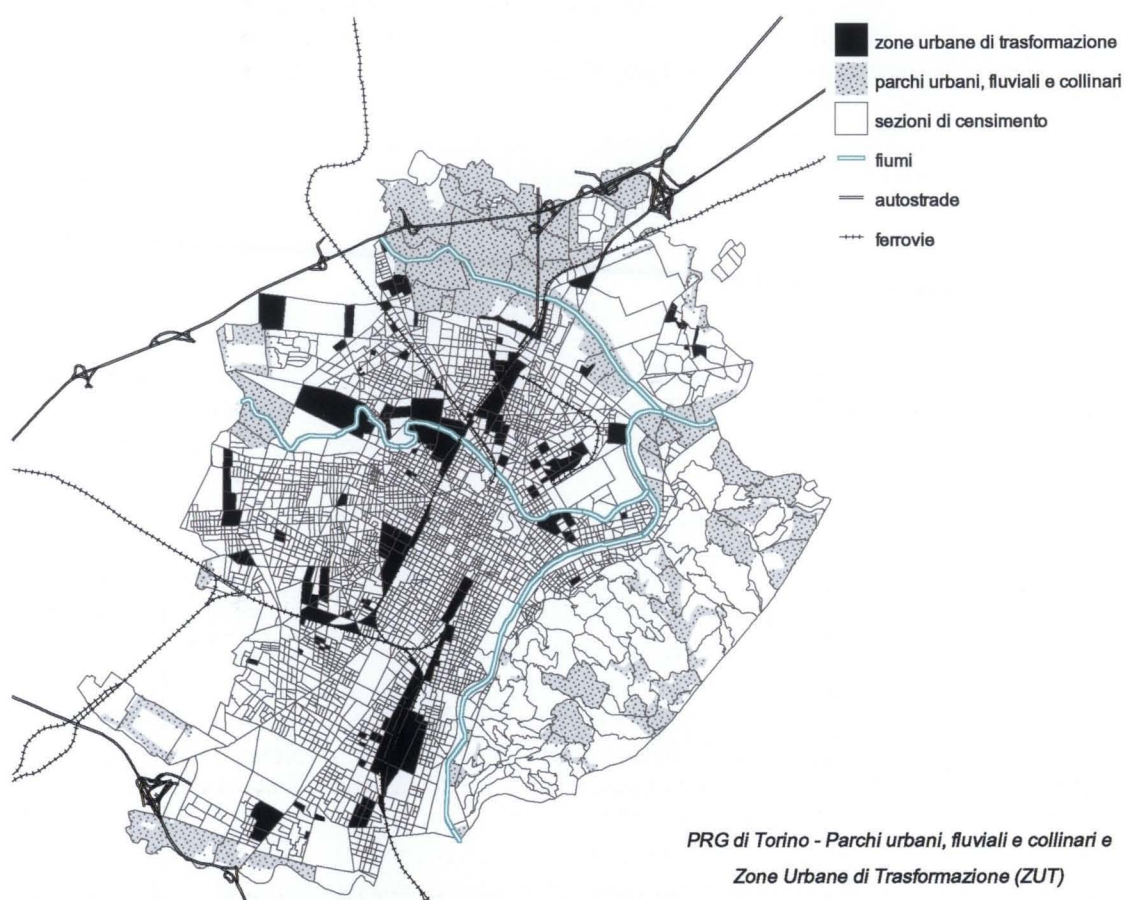 zone urbane di trasformazione
parchi urbani, fluviali e collinari
sezioni di censimento
fiumi
autostrade
ferrovie
PRG di Torino - Parchi urbani, fluviali e collinari e
Zone Urbane di Trasformazione (ZUT)